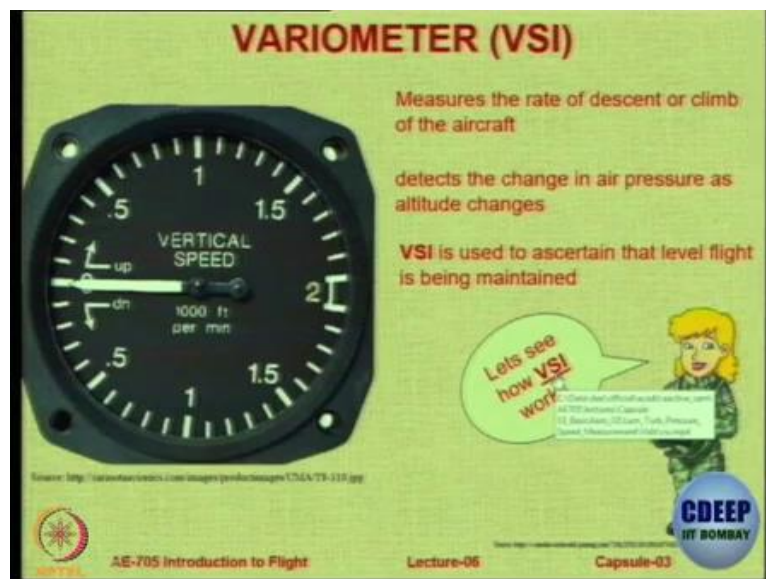 VARIOMETER (VSI)
Measures the rate of descent or climb
of the aircraft
detects the change in air pressure as
altitude changes
VSI is used to ascertain that level flight
is being maintained
1
.5
1.5
VERTICAL
SPEED
up
0
2
dn
1000 ft
per min
.5
1.5
1
Lets see
how VSI
work
CDEEP
IIT BOMBAY
NPTEL
AE-705 Introduction to Flight
Lecture-06
Capsule-03